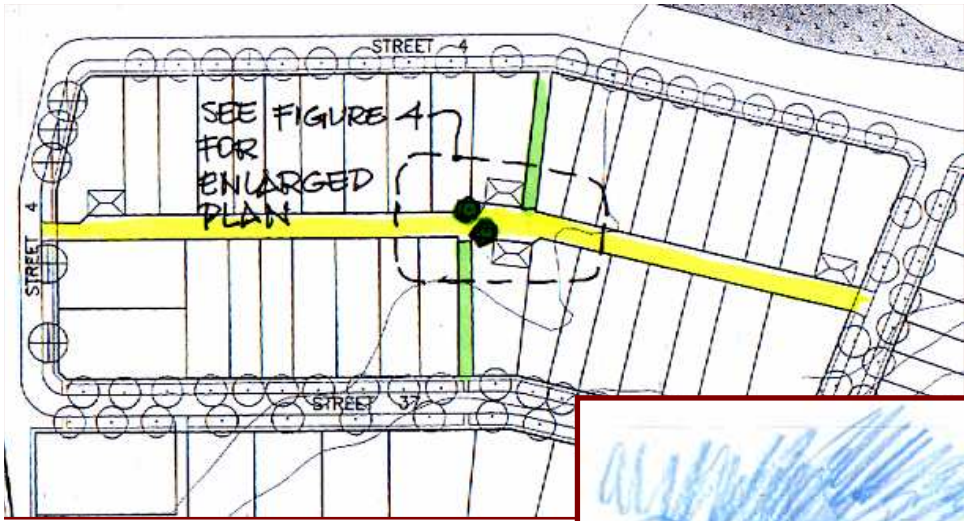 STREET 4
SEE FIGURE 4
FOR
ENLARGED
PLAN
STREET 4
STREET 37